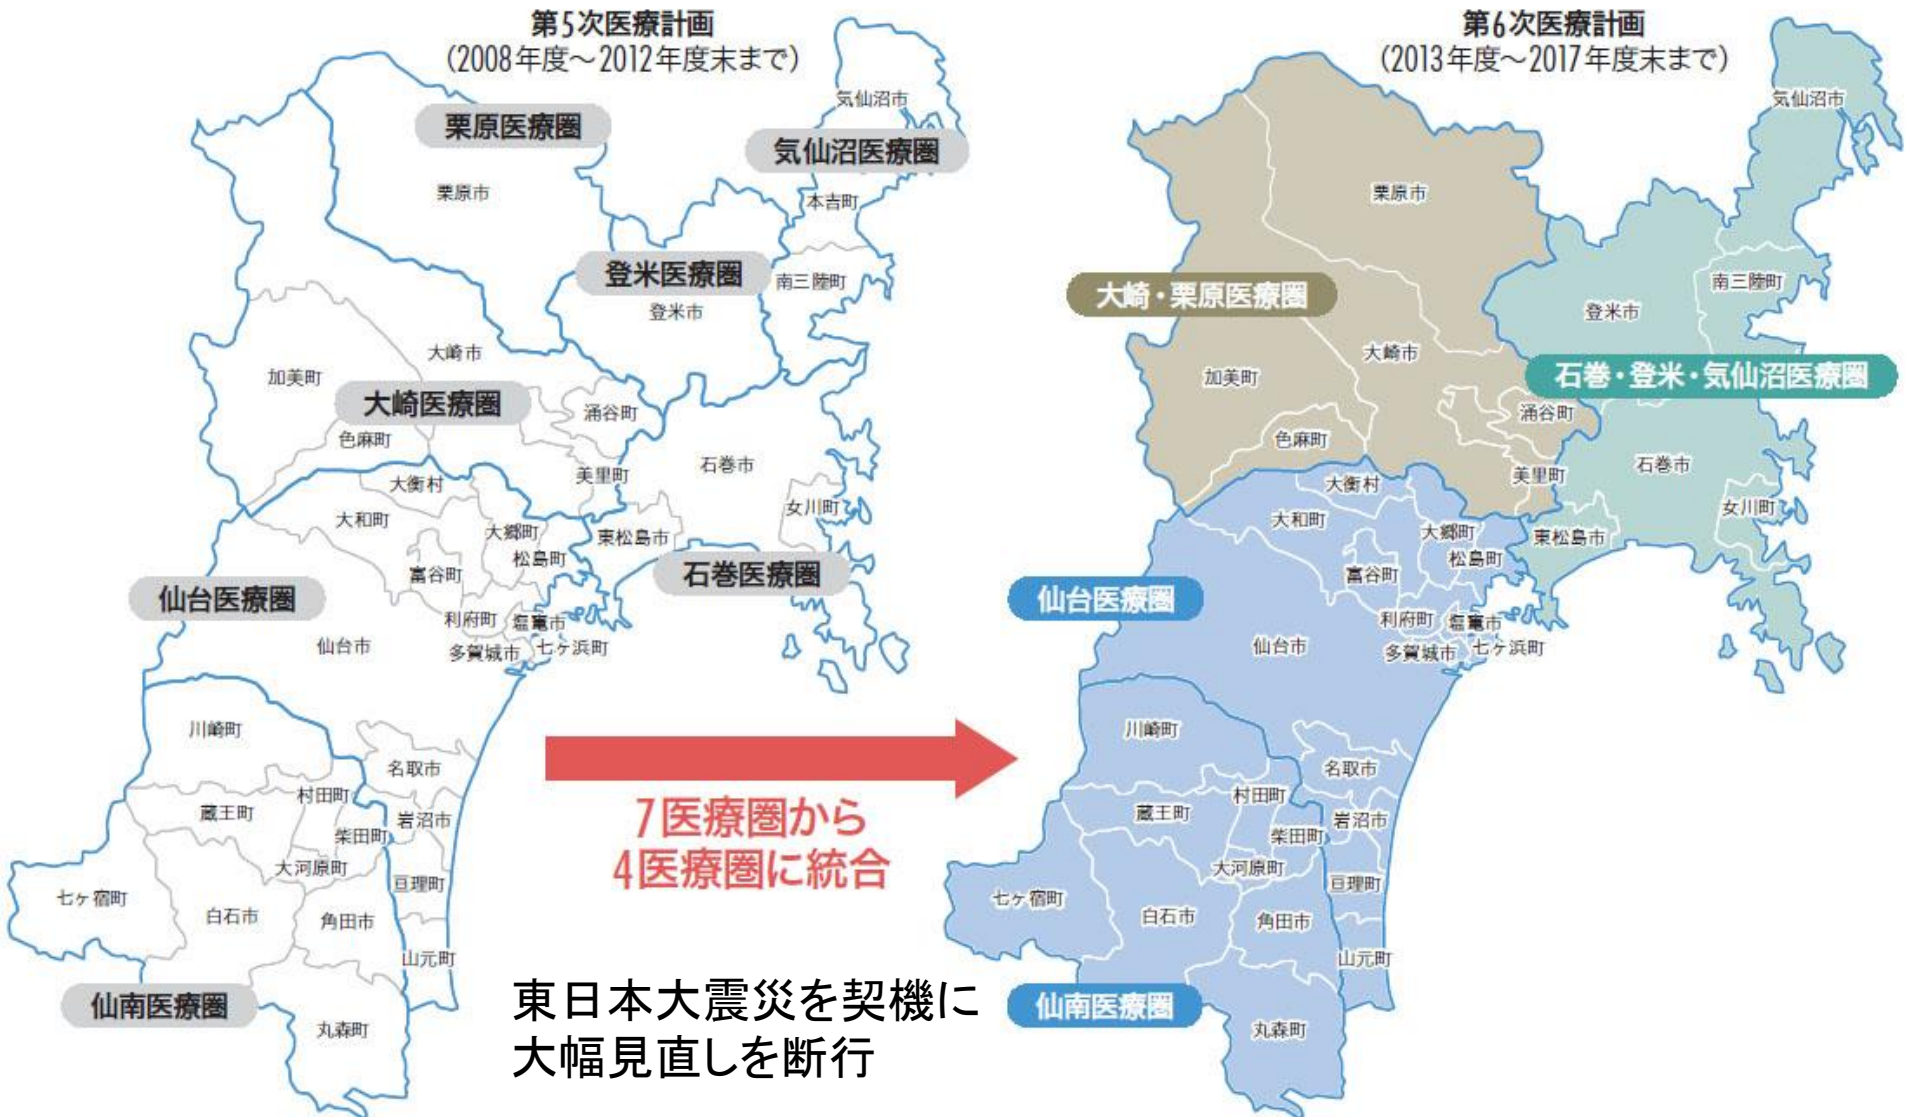 第5次医療計画
(2008年度～2012年度末まで)
気仙沼市
栗原医療圏
気仙沼医療圏
栗原市
本吉町
登米医療圏
南三陸町
登米市
大崎市
加美町
大崎医療圏
涌谷町
色麻町
石巻市
美里町
大衡村
女川町
大和町
大郷町
東松島市
松島町
富谷町
石巻医療圏
仙台医療圏
利府町
塩竈市
仙台市
多賀城市
七ヶ浜町
川崎町
名取市
村田町
蔵王町
岩沼市
柴田町
大河原町
亘理町
七ヶ宿町
白石市
角田市
山元町
仙南医療圏
丸森町
7医療圏から
4医療圏に統合
東日本大震災を契機に
大幅見直しを断行
第6次医療計画
(2013年度～2017年度末まで)
気仙沼市
栗原市
南三陸町
大崎・栗原医療圏
登米市
大崎市
加美町
石巻・登米・気仙沼医療圏
涌谷町
色麻町
石巻市
美里町
大衡村
女川町
大和町
大郷町
東松島市
松島町
富谷町
仙台医療圏
利府町
塩竈市
仙台市
多賀城市
七ヶ浜町
川崎町
名取市
村田町
蔵王町
岩沼市
柴田町
大河原町
亘理町
七ヶ宿町
白石市
角田市
山元町
仙南医療圏
丸森町